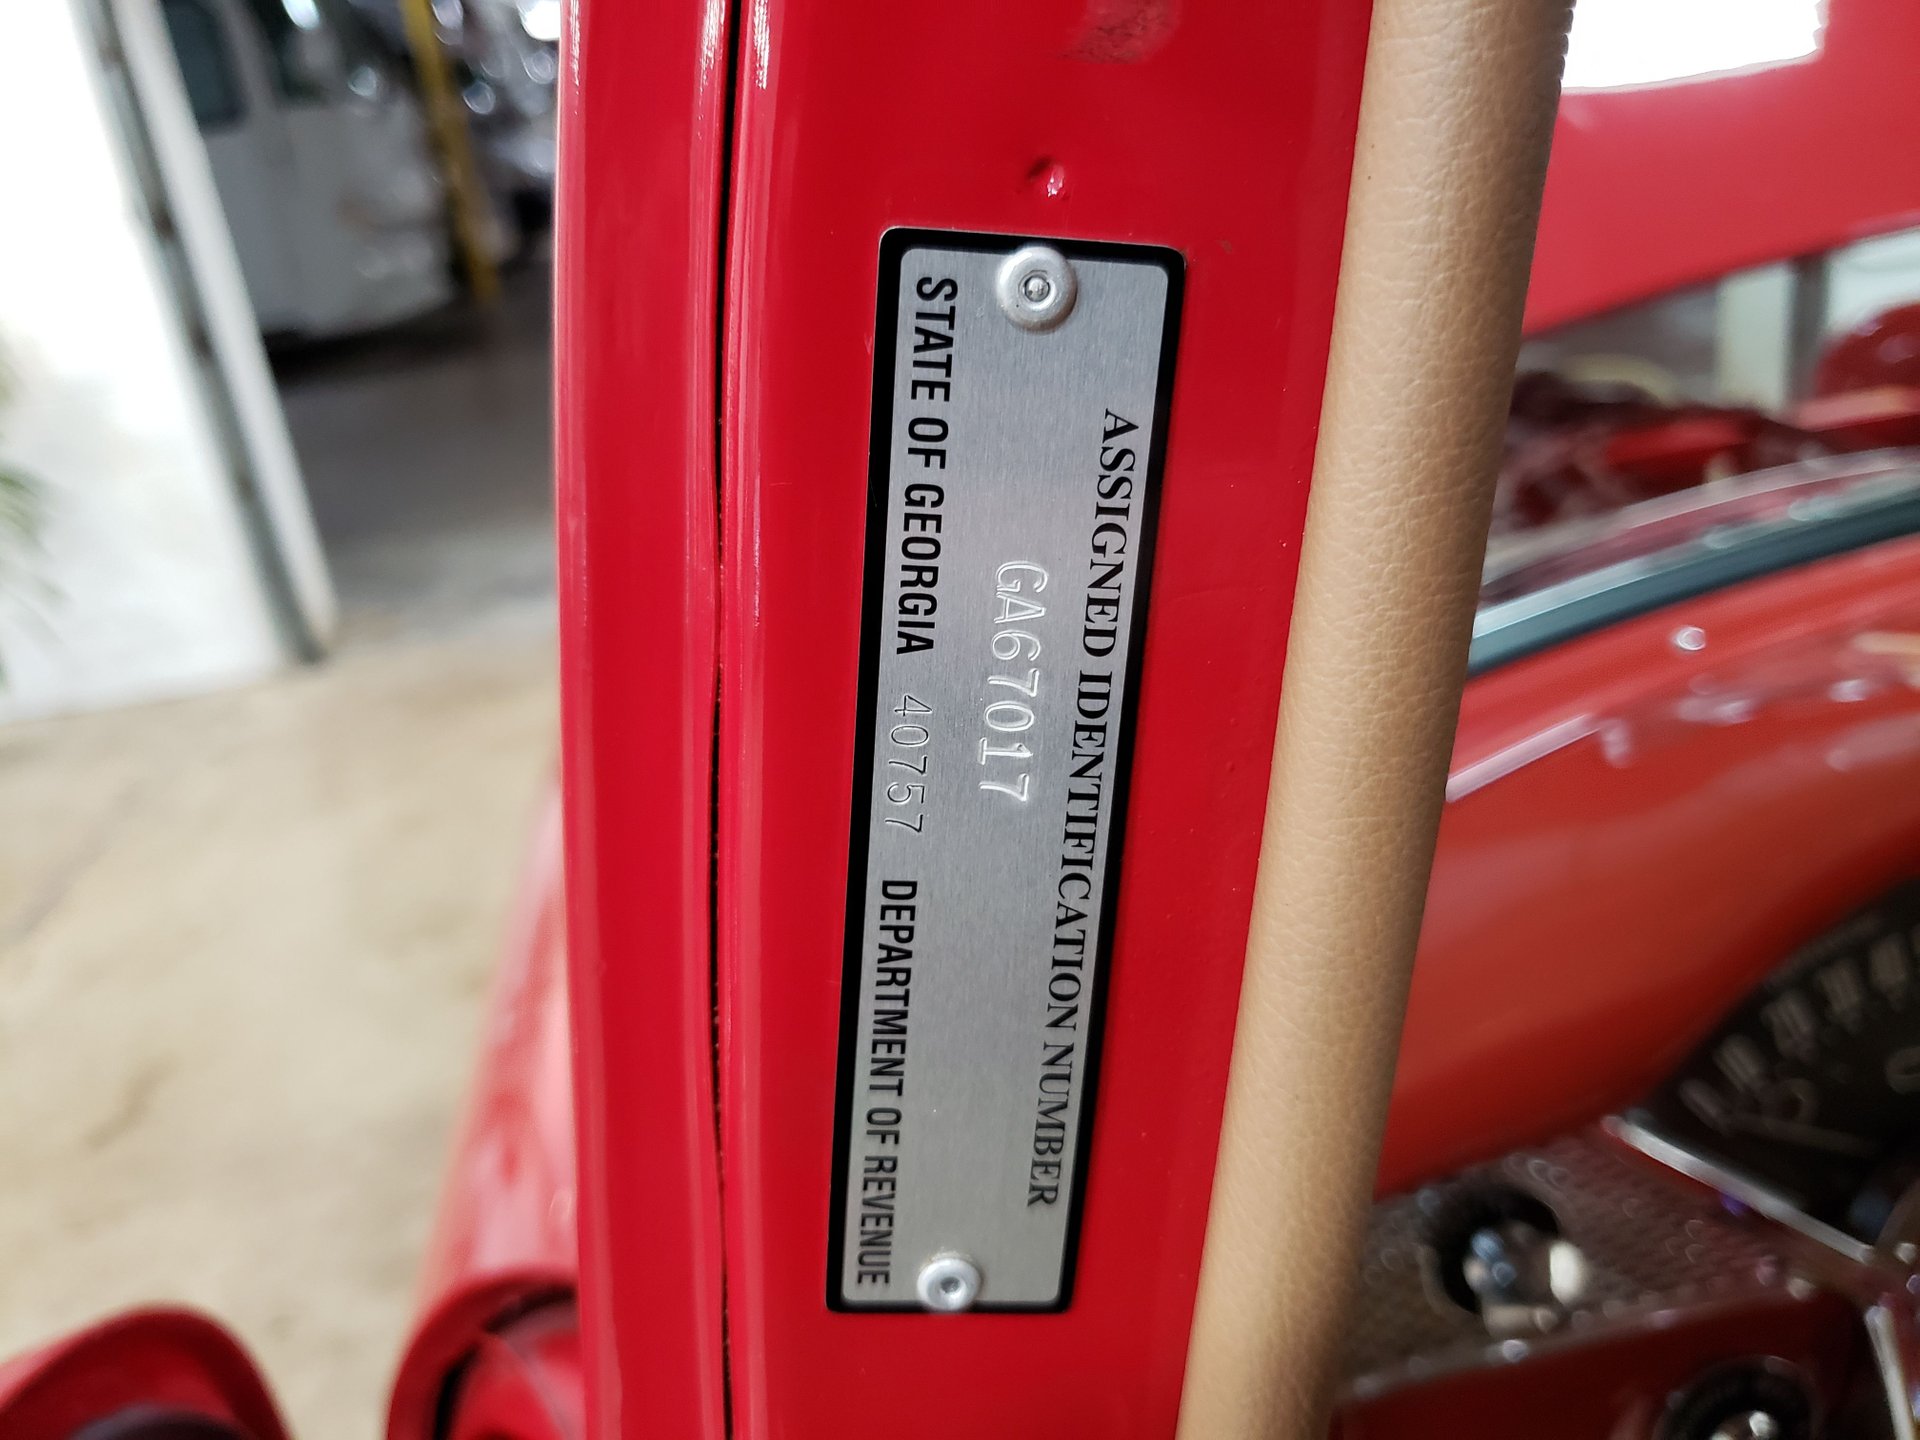 ASSIGNED IDENTIFICATION NUMBER
GA67017
STATE OF GEORGIA 40757 DEPARTMENT OF REVENUE